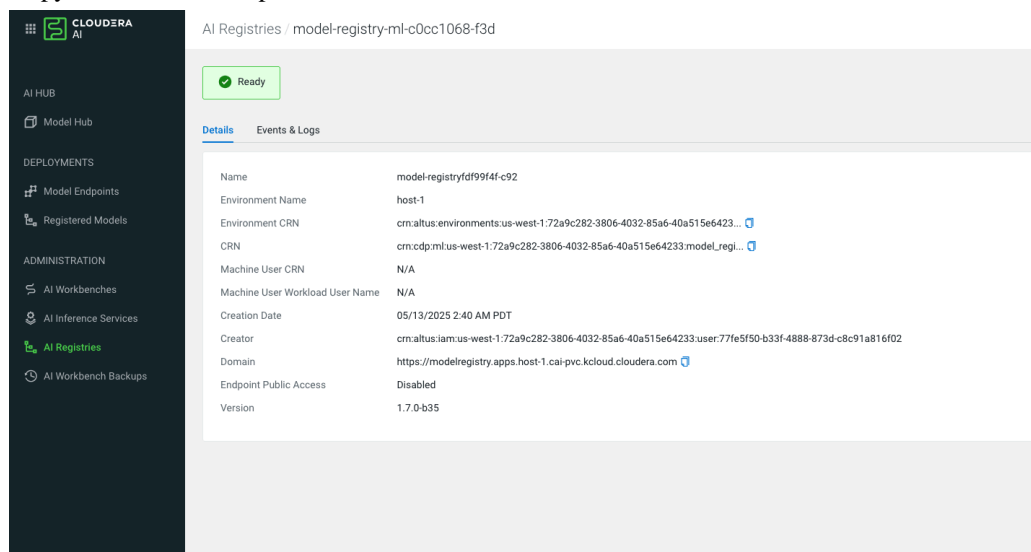 CLOUDERA
AI
AI Registries / model-registry-ml-c0cc1068-f3d
Ready
AI HUB
Model Hub
Details
Events & Logs
DEPLOYMENTS
Model Endpoints
Registered Models
ADMINISTRATION
AI Workbenches
AI Inference Services
AI Registries
AI Workbench Backups
Name model-registryfdf99f4f-c92
Environment Name host-1
Environment CRN crn:altus:environments:us-west-1:72a9c282-3806-4032-85a6-40a515e6423...
CRN crn:cdp:ml:us-west-1:72a9c282-3806-4032-85a6-40a515e64233:model_regi...
Machine User CRN N/A
Machine User Workload User Name N/A
Creation Date 05/13/2025 2:40 AM PDT
Creator crn:altus:iam:us-west-1:72a9c282-3806-4032-85a6-40a515e64233:user:77fe5f50-b33f-4888-873d-c8c91a816f02
Domain https://modelregistry.apps.host-1.cai-pvc.kcloud.cloudera.com
Endpoint Public Access Disabled
Version 1.7.0-b35